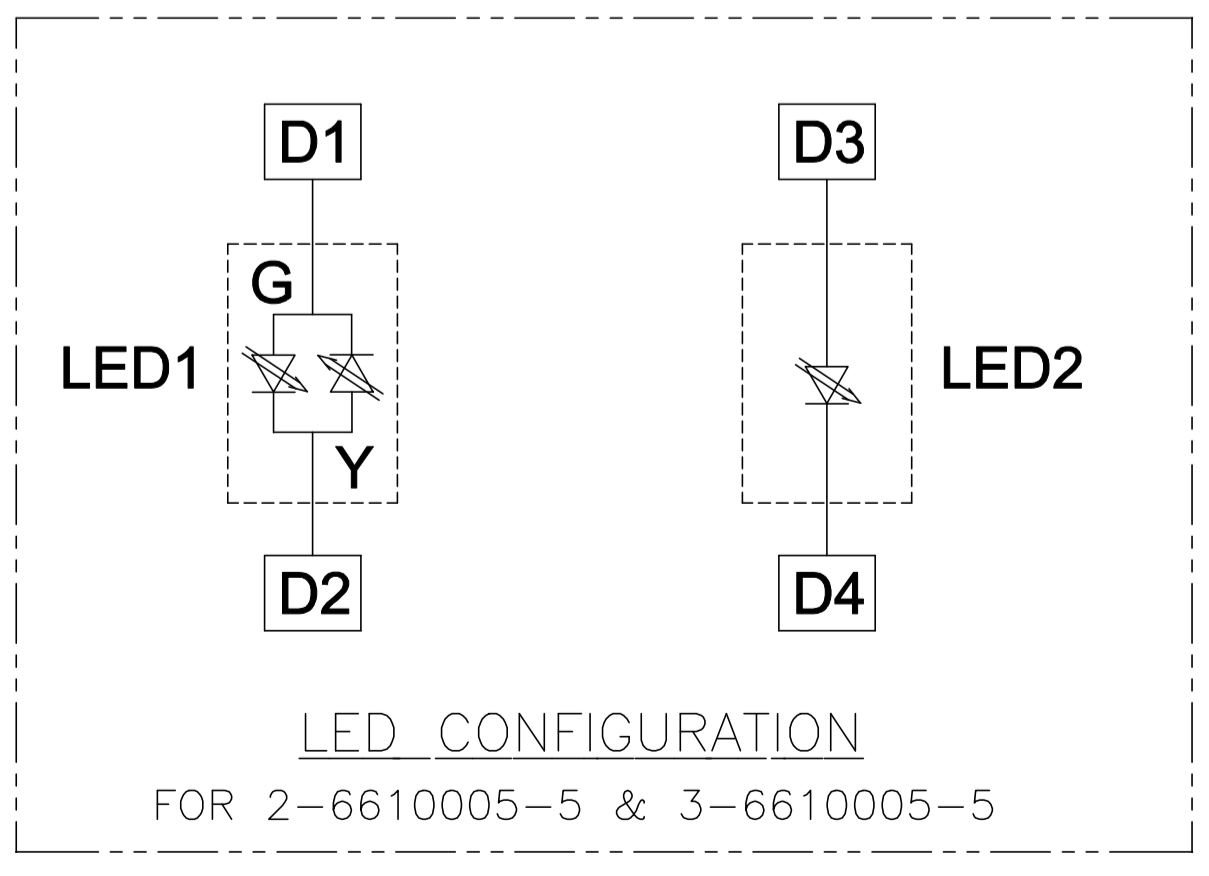 D1
D3
G
LED1
LED2
Y
D2
D4
LED CONFIGURATION
FOR 2-6610005-5 & 3-6610005-5